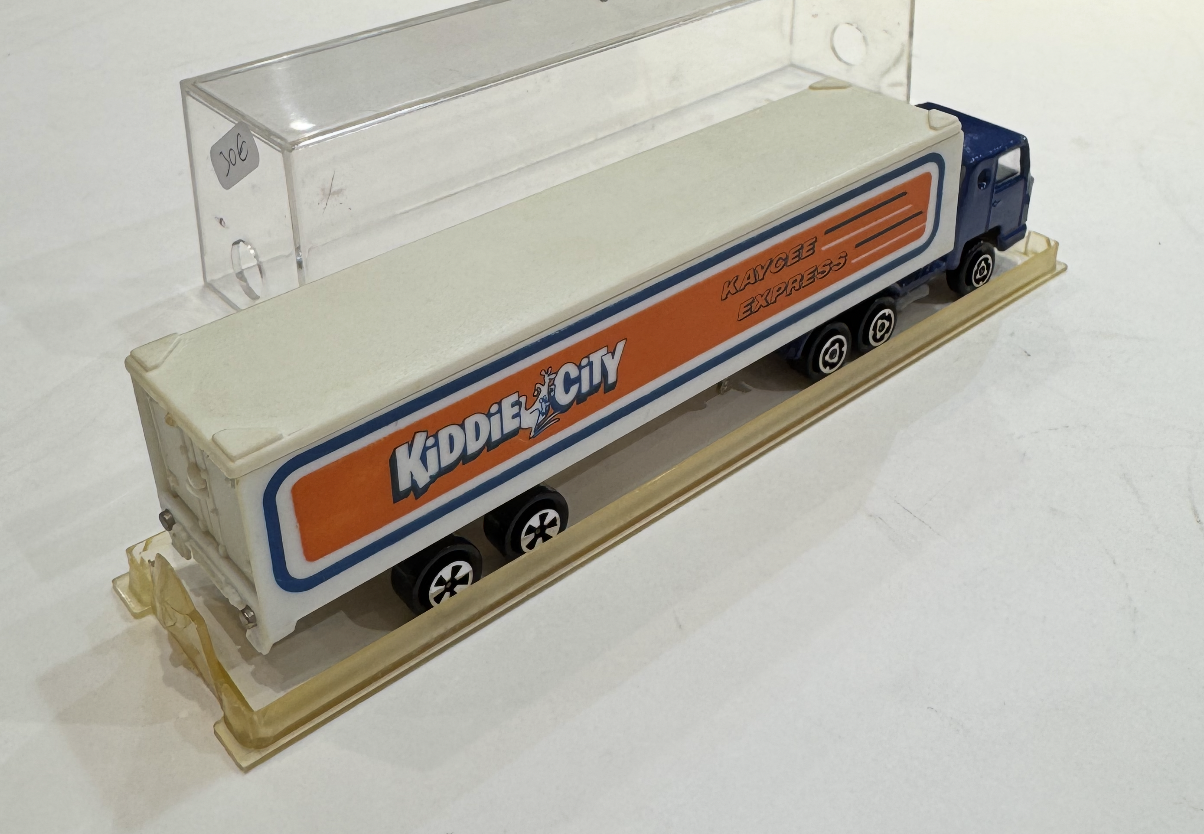 30€
KAYCEE
EXPRESS
KiDDiE CiTY